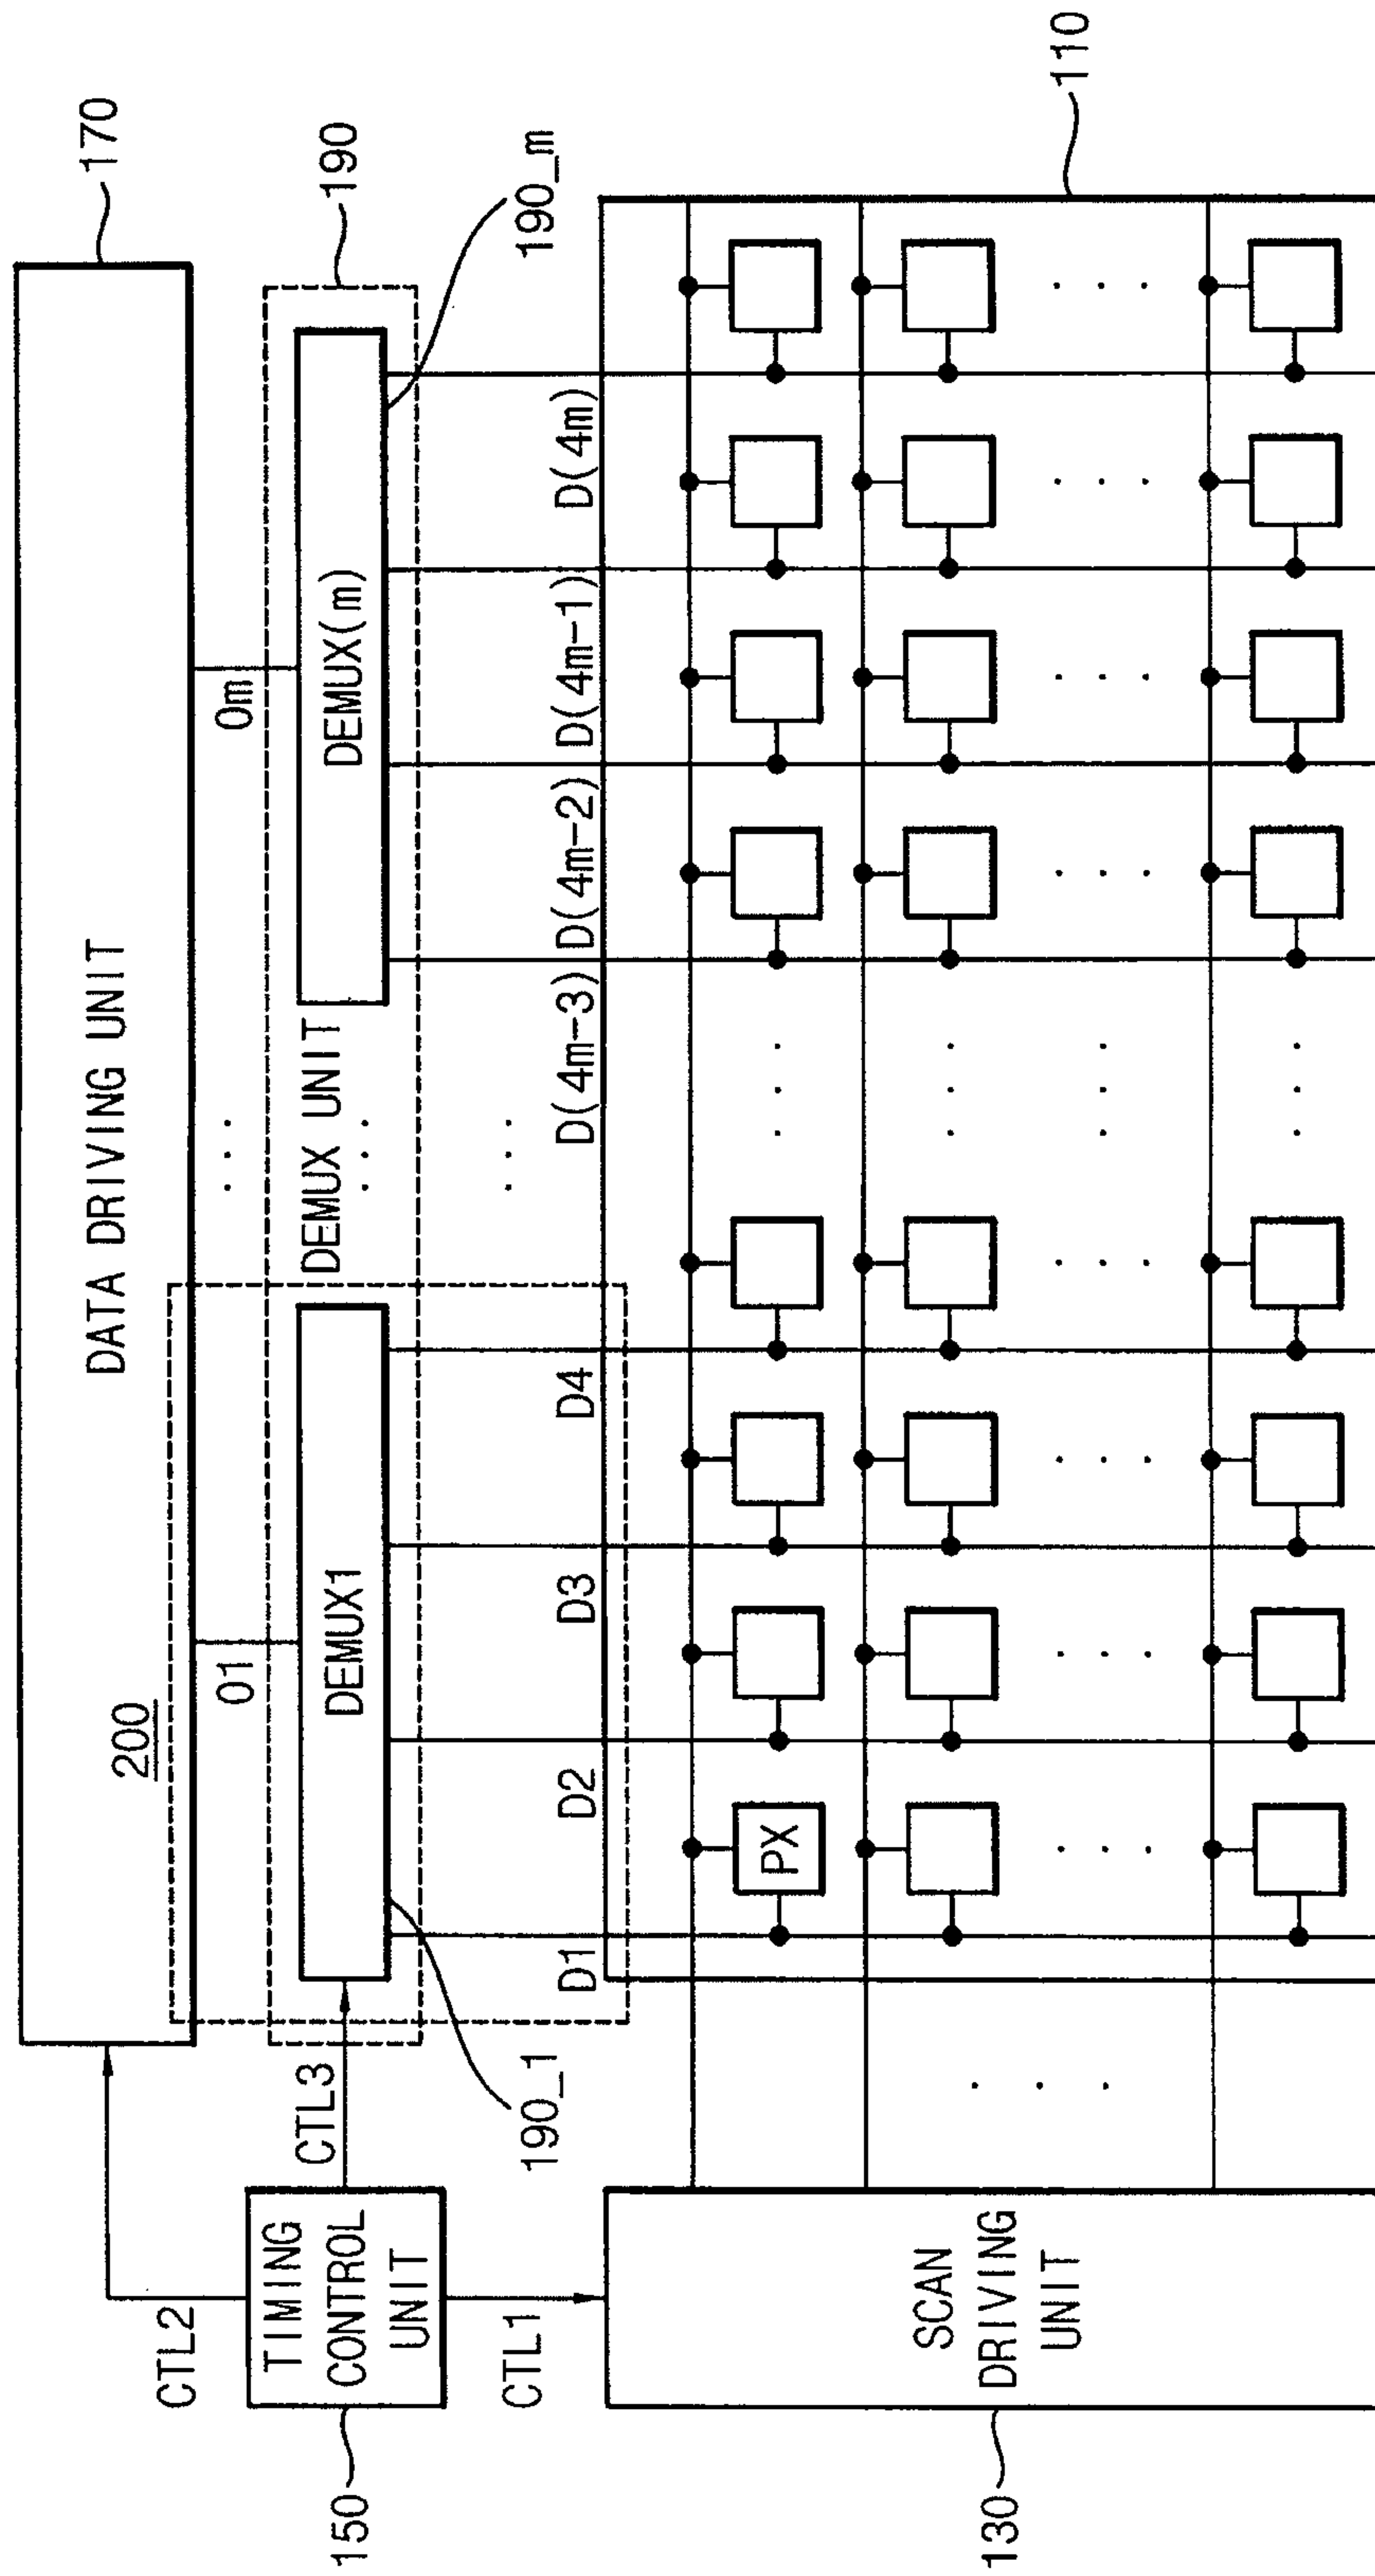 DATA DRIVING UNIT
170
200
O1
Om
190
DEMUX1
DEMUX UNIT
DEMUX(m)
190_1
190_m
CTL2
CTL3
TIMING
CONTROL
UNIT
150
CTL1
D1
D2
D3
D4
D(4m-3)
D(4m-2)
D(4m-1)
D(4m)
110
PX
SCAN
DRIVING
UNIT
130